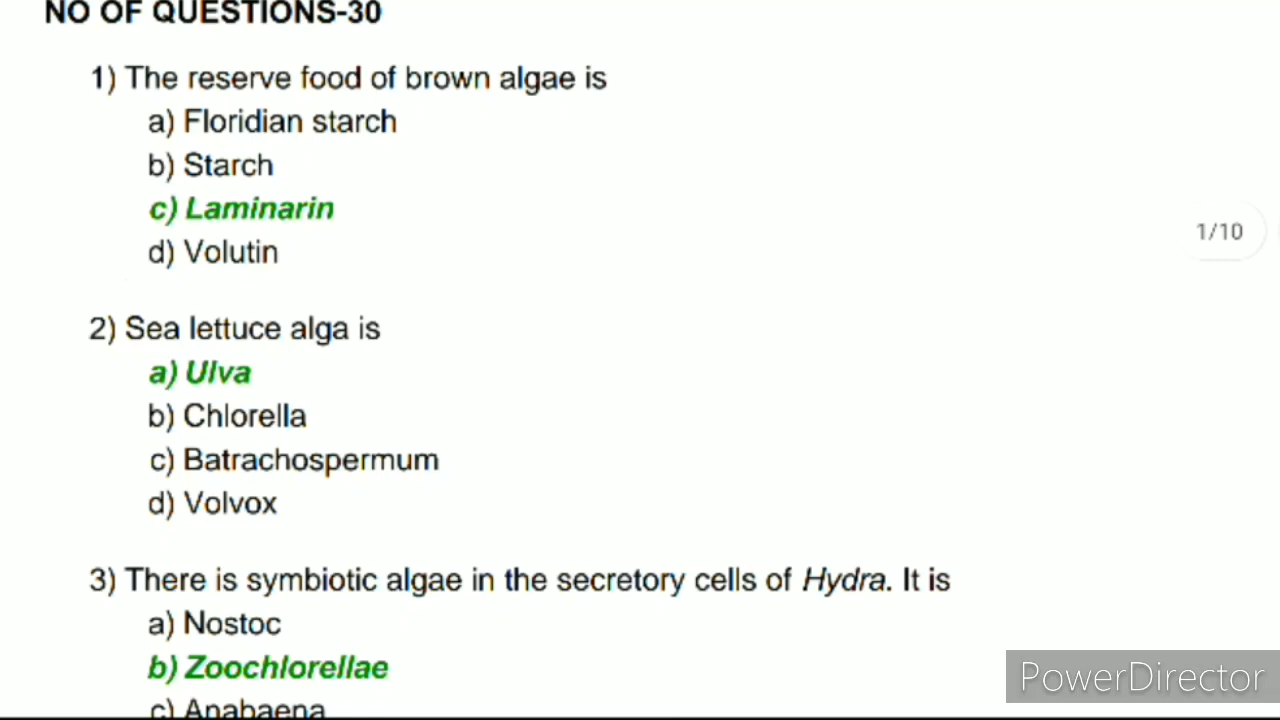 NO OF QUESTIONS-30
1) The reserve food of brown algae is
a) Floridian starch
b) Starch
c) Laminarin
d) Volutin
1/10
2) Sea lettuce alga is
a) Ulva
b) Chlorella
c) Batrachospermum
d) Volvox
3) There is symbiotic algae in the secretory cells of Hydra. It is
a) Nostoc
b) Zoochlorellae
c) Anabaena
PowerDirector